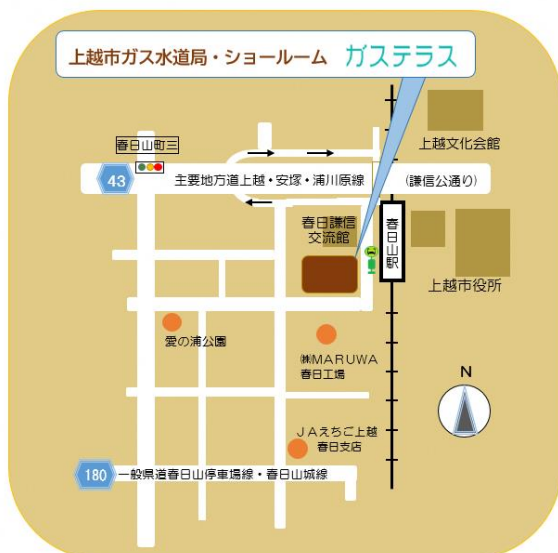 上越市ガス水道局・ショールーム ガステラス
春日山町三
上越文化会館
43
主要地方道上越・安塚・浦川原線
(謙信公通り)
春日謙信
交流館
春日山駅
上越市役所
愛の浦公園
㈱MARUWA
春日工場
N
JAえちご上越
春日支店
180
一般県道春日山停車場線・春日山城線